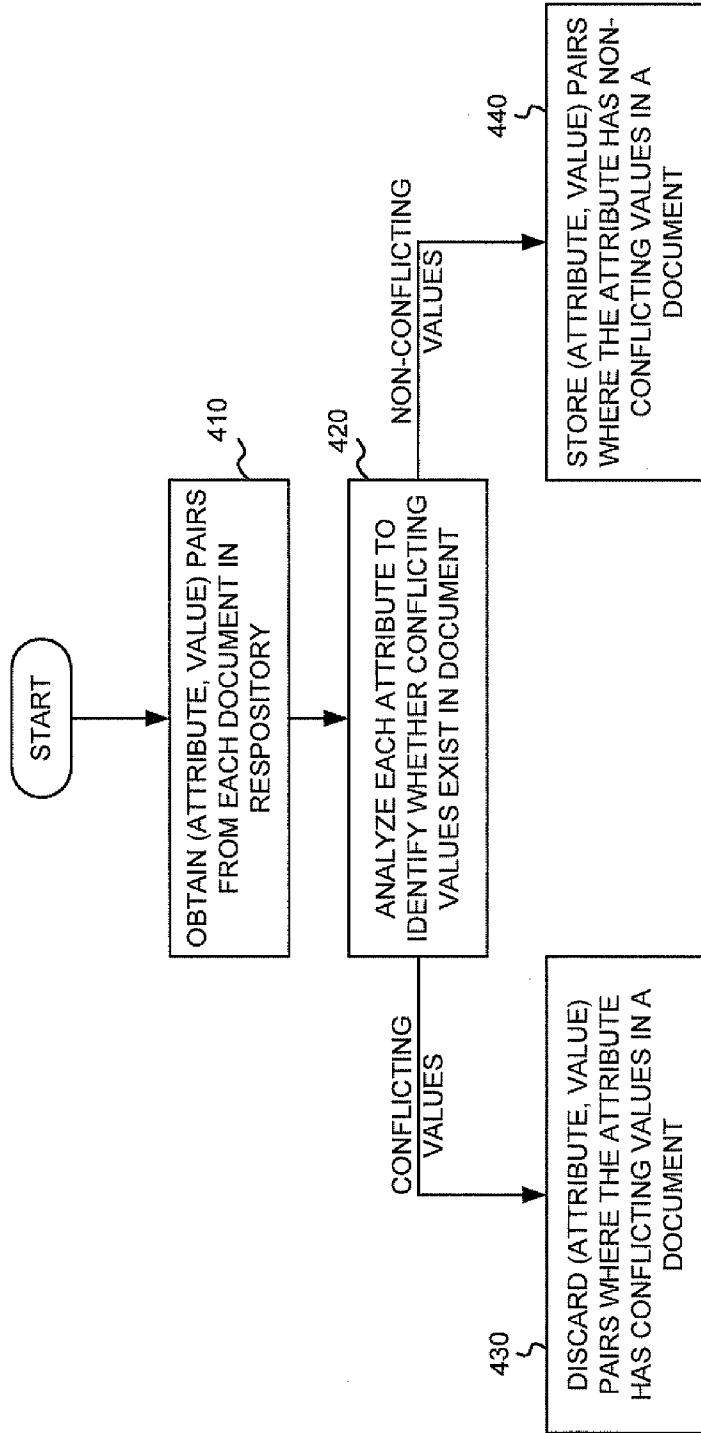 START
410
OBTAIN (ATTRIBUTE, VALUE) PAIRS
FROM EACH DOCUMENT IN
RESPOSITORY
420
ANALYZE EACH ATTRIBUTE TO
IDENTIFY WHETHER CONFLICTING
VALUES EXIST IN DOCUMENT
CONFLICTING
VALUES
NON-CONFLICTING
VALUES
430
DISCARD (ATTRIBUTE, VALUE)
PAIRS WHERE THE ATTRIBUTE
HAS CONFLICTING VALUES IN A
DOCUMENT
440
STORE (ATTRIBUTE, VALUE) PAIRS
WHERE THE ATTRIBUTE HAS NON-
CONFLICTING VALUES IN A
DOCUMENT